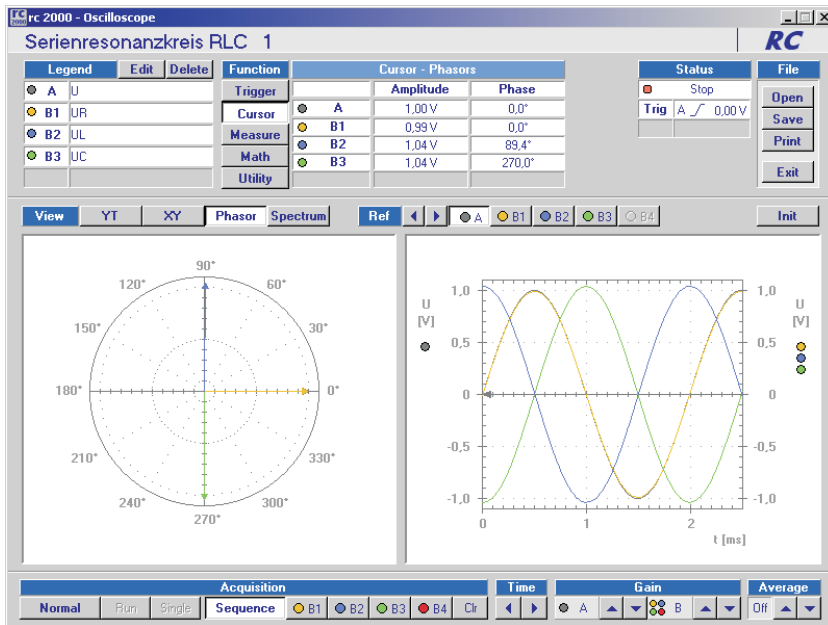 rc 2000 rc 2000 - Oscilloscope
Serienresonanzkreis RLC 1 RC
Legend Edit Delete Function Cursor - Phasors Status File
A U Trigger Amplitude Phase Stop Open
B1 UR Cursor A 1,00 V 0,0° Trig A 0,00 V Save
B2 UL Measure B1 0,99 V 0,0° Print
B3 UC Math B2 1,04 V 89,4°
Utility B3 1,04 V 270,0° Exit
View YT XY Phasor Spectrum Ref A B1 B2 B3 B4 Init
90°
120° 60°
150° 30°
180° 0°
210° 330°
240° 300°
270°
U [V] U [V]
1,0 1,0
0,5 0,5
0 0
-0,5 -0,5
-1,0 -1,0
0 1 2
t [ms]
Acquisition Time Gain Average
Normal Run Single Sequence B1 B2 B3 B4 Clr A B Off